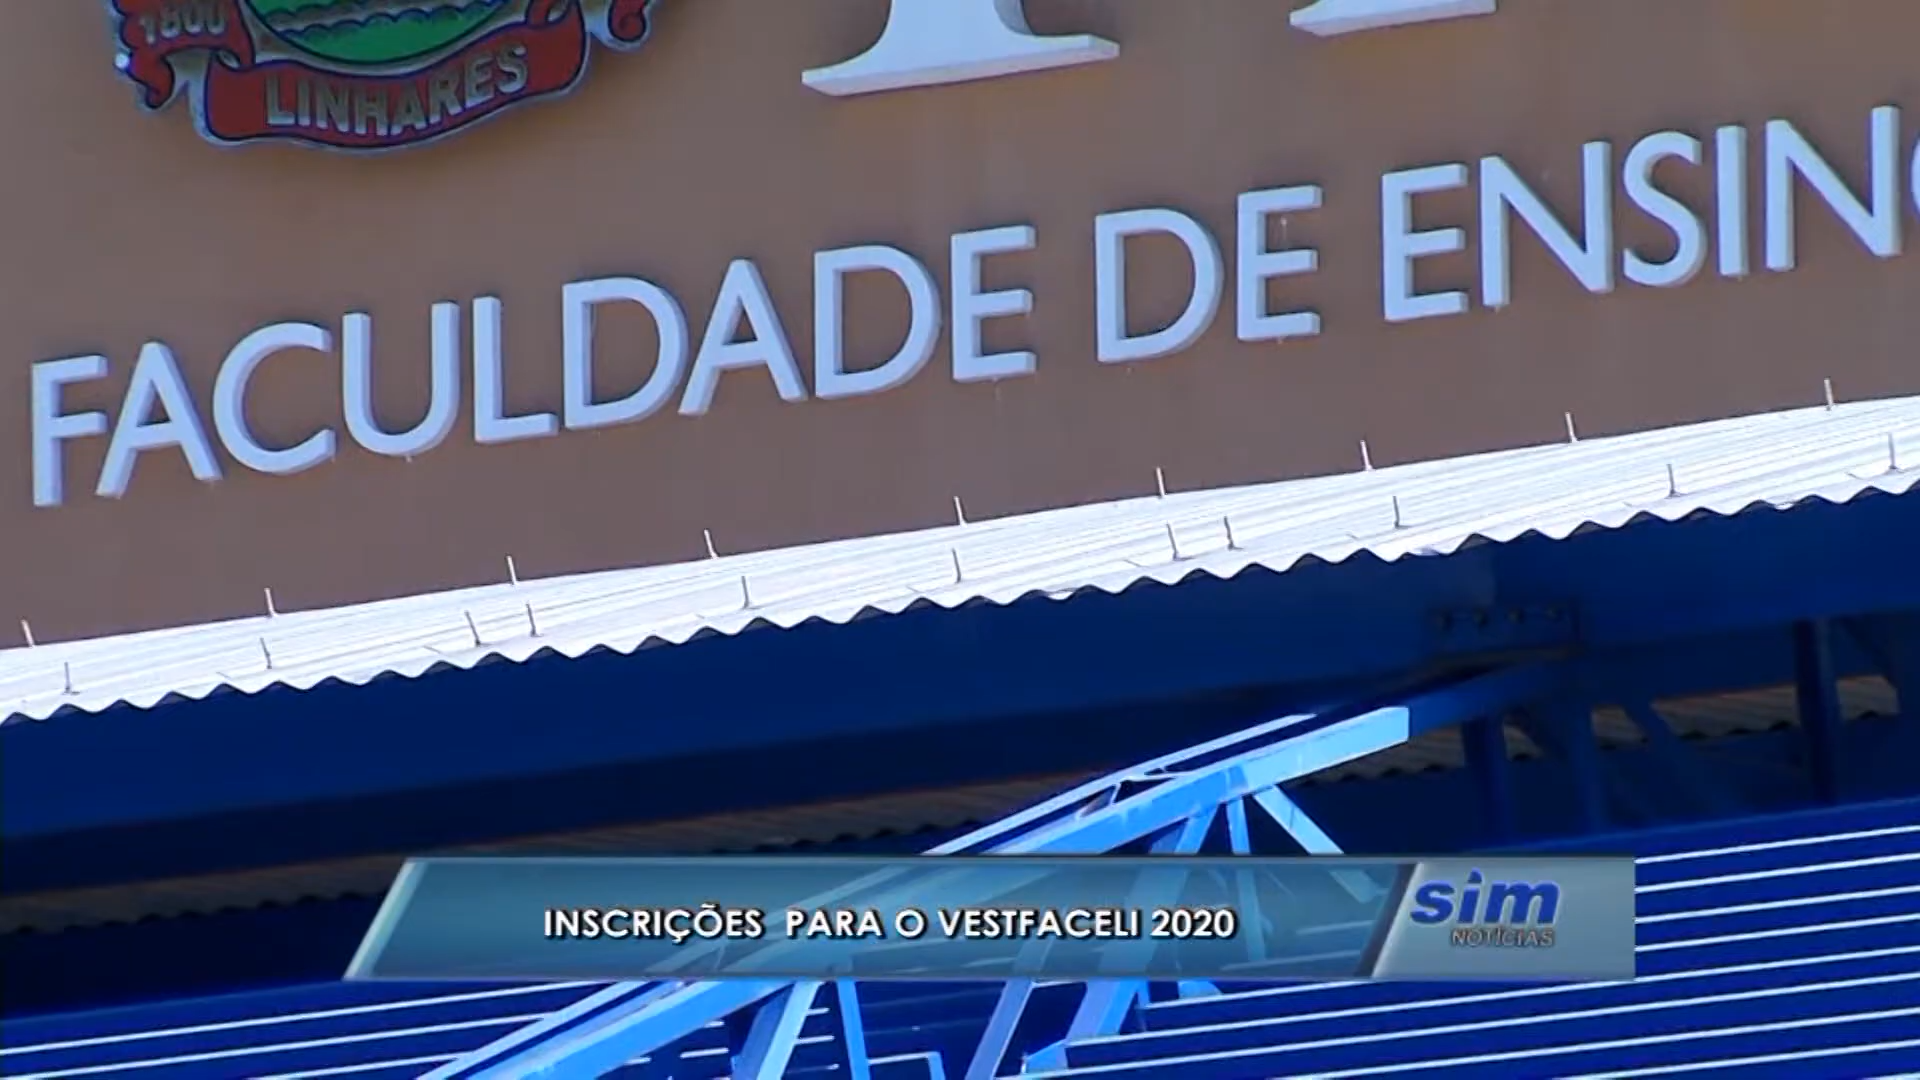 1800
LINHARES
FACULDADE DE ENSINO
INSCRIÇÕES PARA O VESTFACELI 2020
sim
NOTÍCIAS